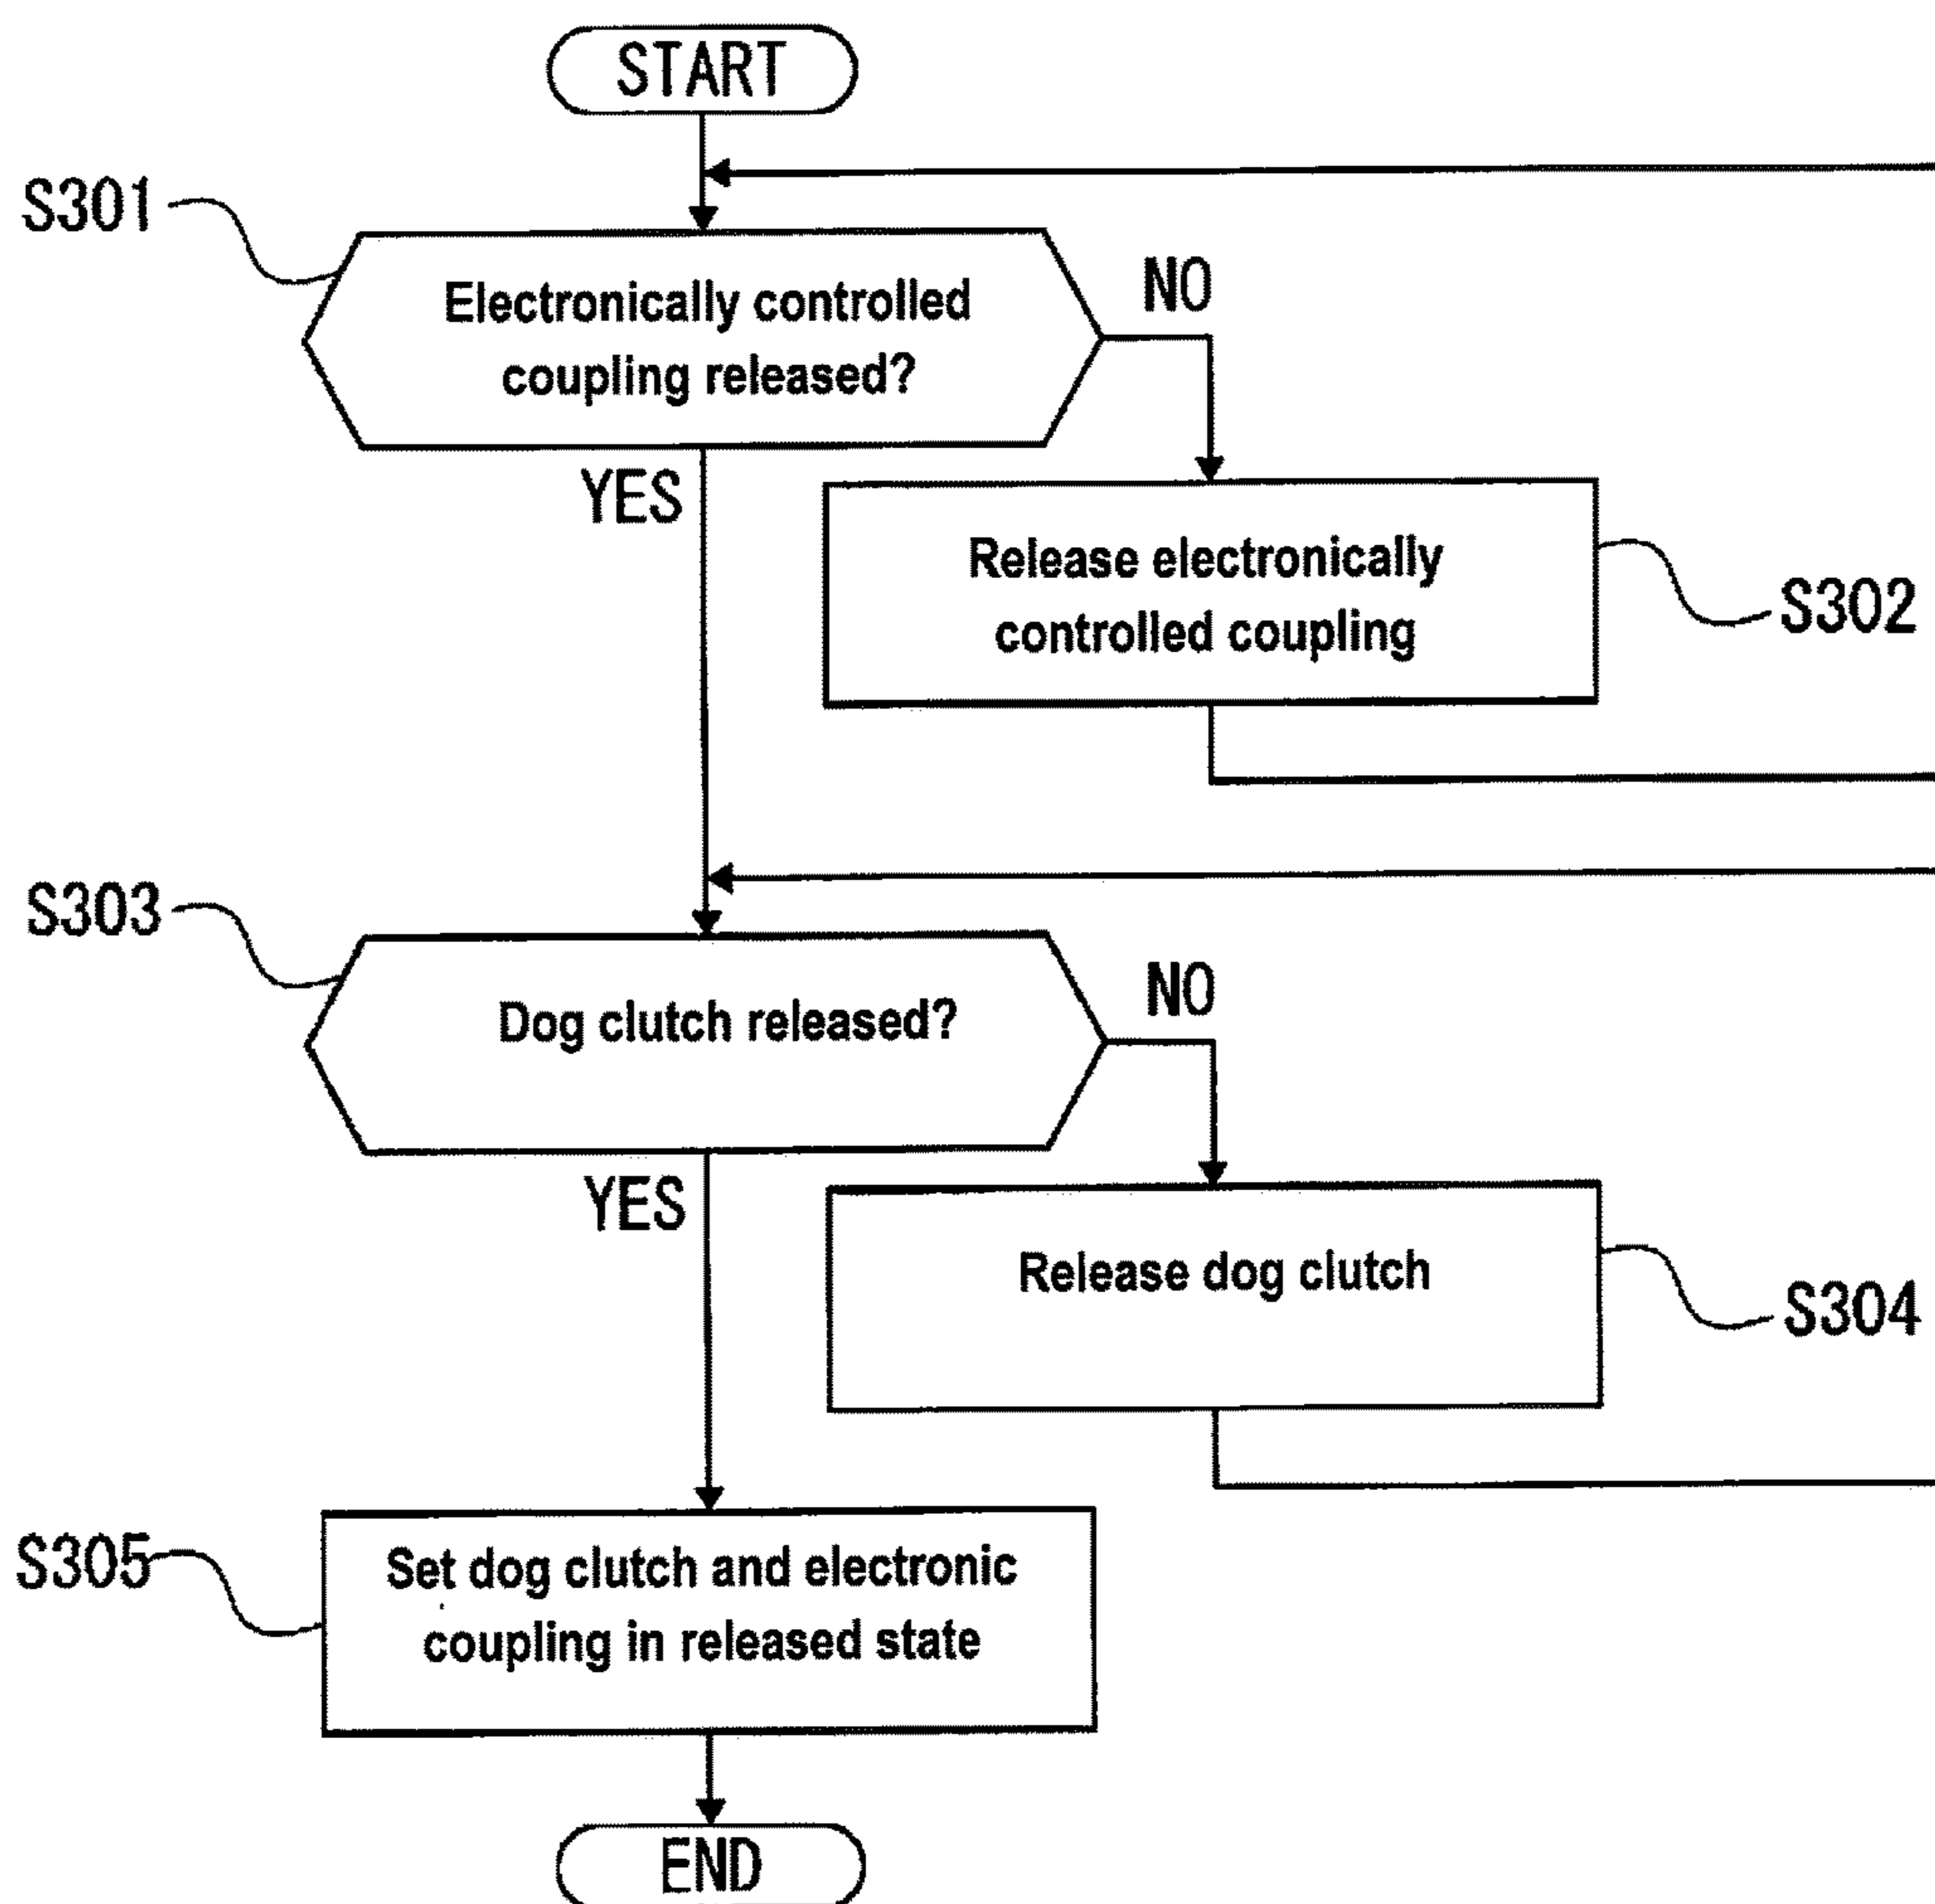 START
S301
Electronically controlled
coupling released?
NO
YES
Release electronically
controlled coupling
S302
S303
Dog clutch released?
NO
YES
Release dog clutch
S304
S305
Set dog clutch and electronic
coupling in released state
END